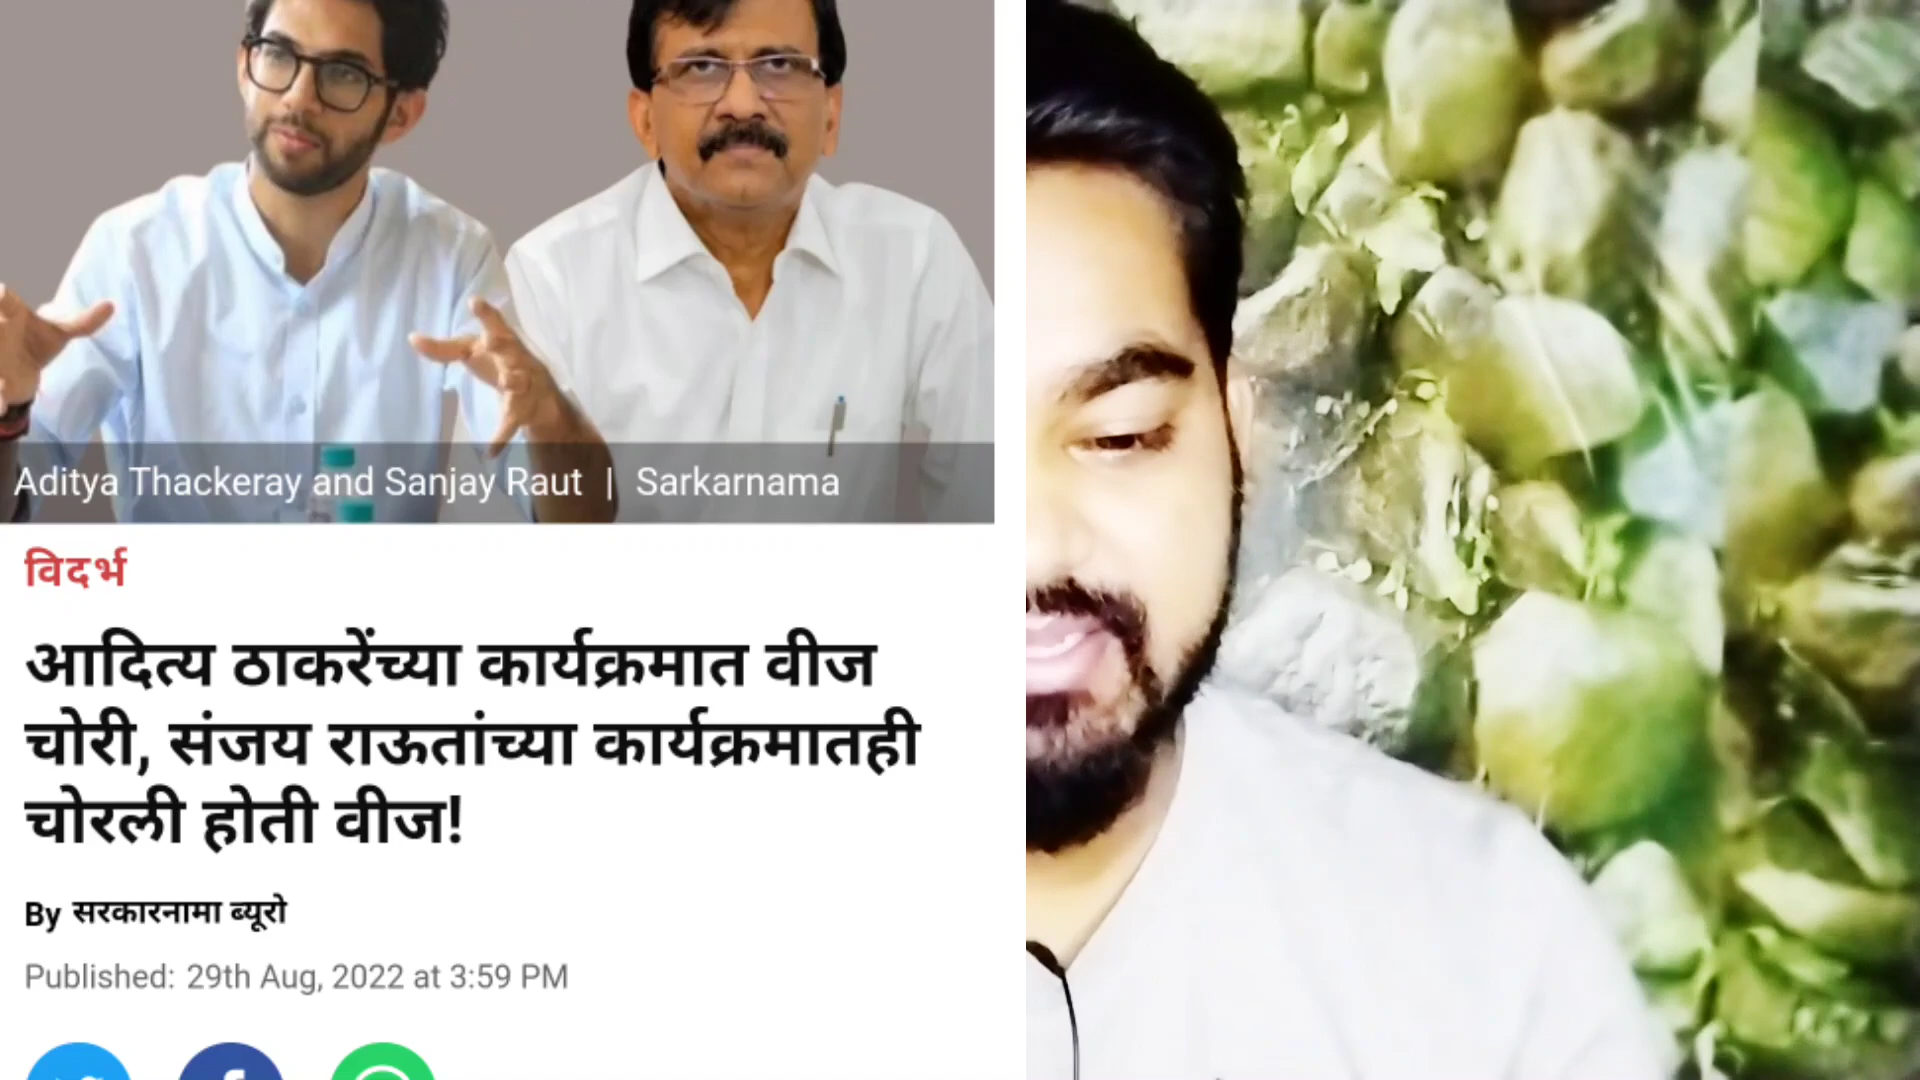 Aditya Thackeray and Sanjay Raut | Sarkarnama
विदर्भ
आदित्य ठाकरेंच्या कार्यक्रमात वीज
चोरी, संजय राऊतांच्या कार्यक्रमातही
चोरली होती वीज!
By सरकारनामा ब्यूरो
Published: 29th Aug, 2022 at 3:59 PM